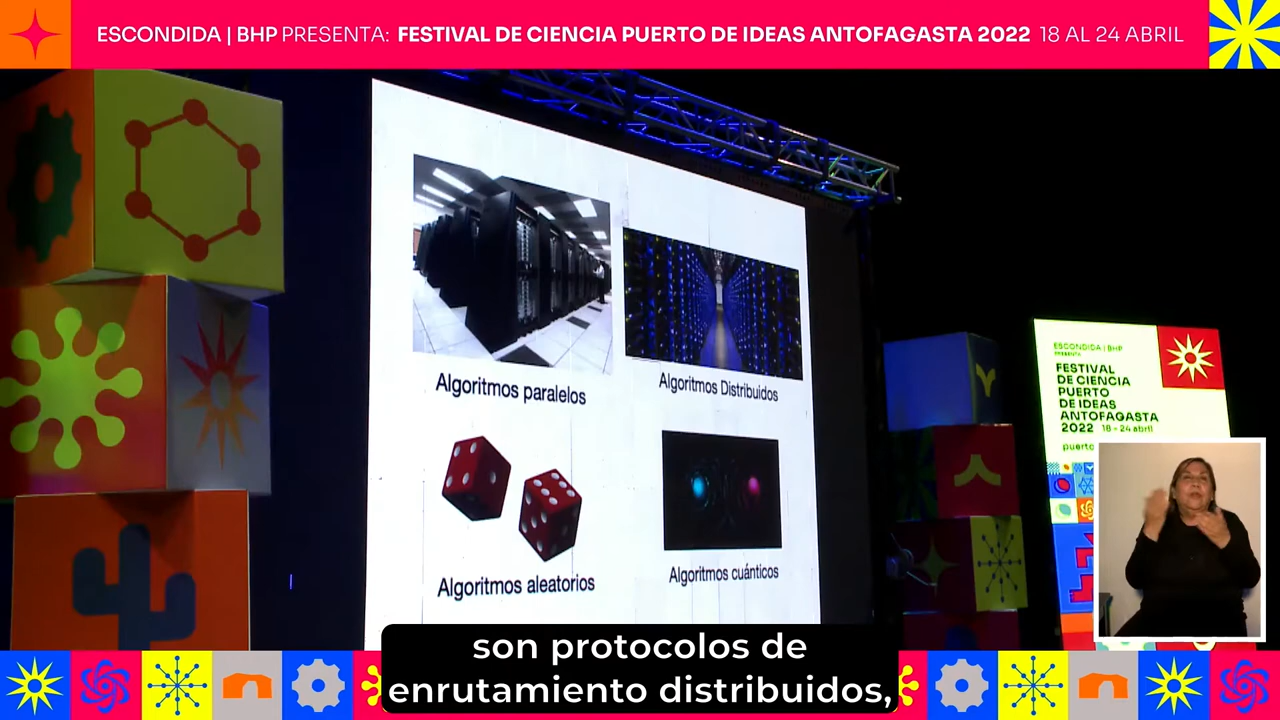 ESCONDIDA | BHP PRESENTA: FESTIVAL DE CIENCIA PUERTO DE IDEAS ANTOFAGASTA 2022 18 AL 24 ABRIL
Algoritmos paralelos
Algoritmos Distribuidos
Algoritmos aleatorios
Algoritmos cuánticos
ESCONDIDA | BHP
PRESENTA:
FESTIVAL
DE CIENCIA
PUERTO
DE IDEAS
ANTOFAGASTA
2022 18 - 24 abril
puerto
son protocolos de
enrutamiento distribuidos,